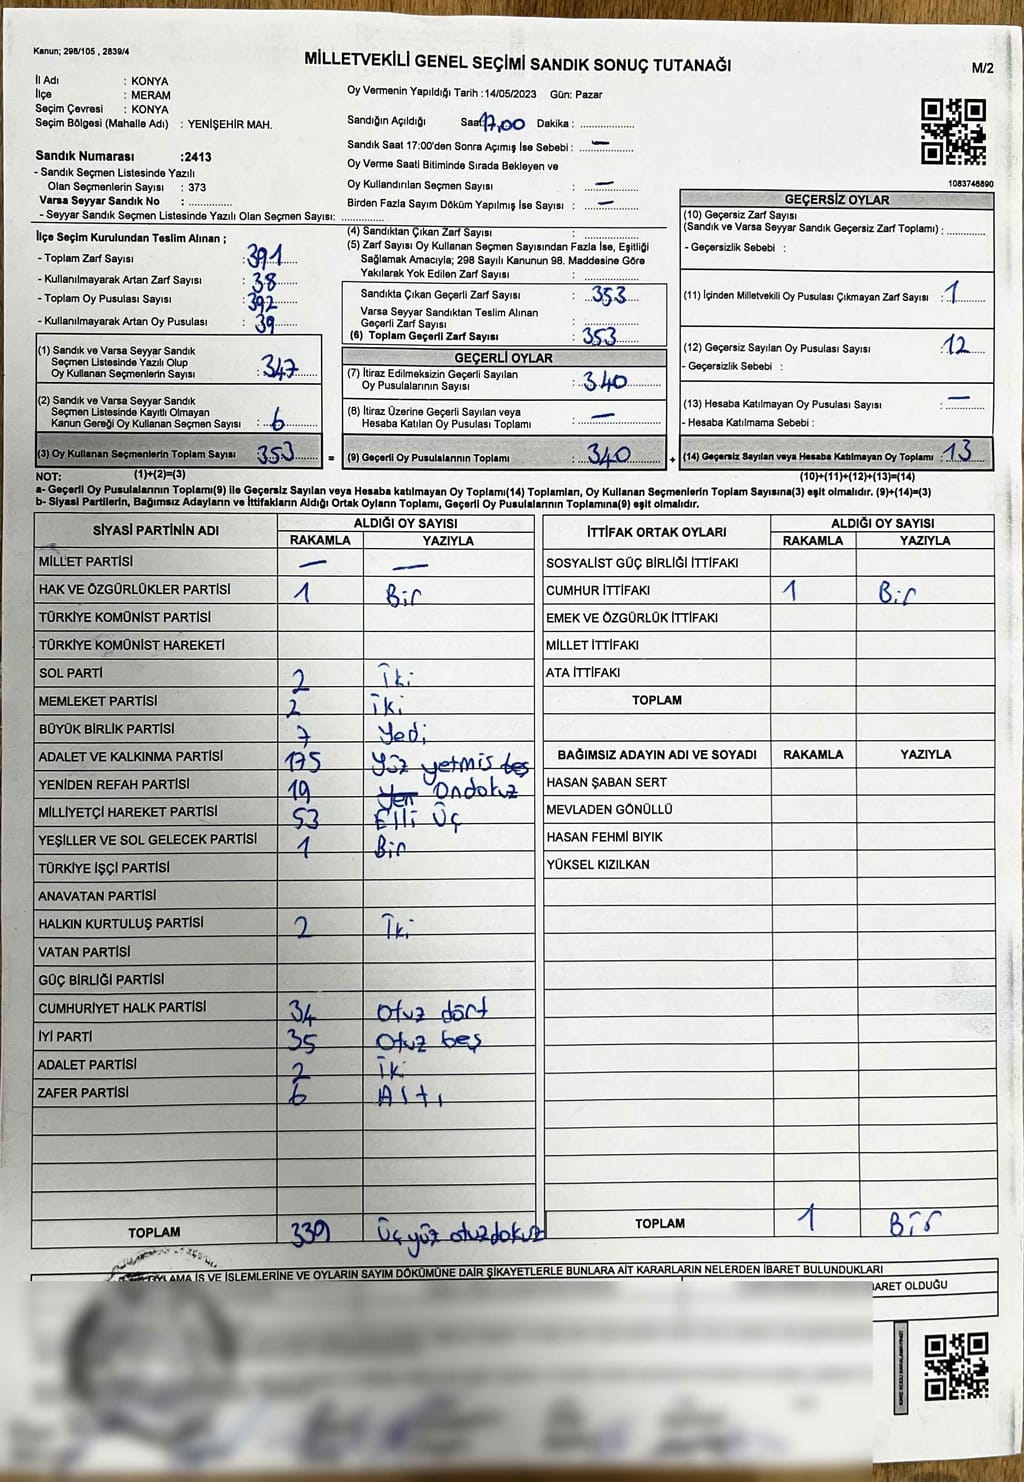 Kanun; 298/105 , 2839/4
MİLLETVEKİLİ GENEL SEÇİMİ SANDIK SONUÇ TUTANAĞI
M/2
İl Adı : KONYA
İlçe : MERAM
Seçim Çevresi : KONYA
Seçim Bölgesi (Mahalle Adı) : YENİŞEHİR MAH.
Sandık Numarası :2413
- Sandık Seçmen Listesinde Yazılı
Olan Seçmenlerin Sayısı : 373
Varsa Seyyar Sandık No : ..............
- Seyyar Sandık Seçmen Listesinde Yazılı Olan Seçmen Sayısı: ..............
Oy Vermenin Yapıldığı Tarih :14/05/2023 Gün: Pazar
Sandığın Açıldığı Saat 17,00 Dakika : ..............
Sandık Saat 17:00'den Sonra Açımış İse Sebebi : —
Oy Verme Saati Bitiminde Sırada Bekleyen ve
Oy Kullandırılan Seçmen Sayısı : —
Birden Fazla Sayım Döküm Yapılmış İse Sayısı : —
1083746890
İlçe Seçim Kurulundan Teslim Alınan ;
- Toplam Zarf Sayısı : 391
- Kullanılmayarak Artan Zarf Sayısı : 38
- Toplam Oy Pusulası Sayısı : 392
- Kullanılmayarak Artan Oy Pusulası : 39
(1) Sandık ve Varsa Seyyar Sandık
Seçmen Listesinde Yazılı Olup
Oy Kullanan Seçmenlerin Sayısı : 347
(2) Sandık ve Varsa Seyyar Sandık
Seçmen Listesinde Kayıtlı Olmayan
Kanun Gereği Oy Kullanan Seçmen Sayısı : 6
(3) Oy Kullanan Seçmenlerin Toplam Sayısı : 353 =
(4) Sandıktan Çıkan Zarf Sayısı : ..............
(5) Zarf Sayısı Oy Kullanan Seçmen Sayısından Fazla İse, Eşitliği
Sağlamak Amacıyla; 298 Sayılı Kanunun 98. Maddesine Göre
Yakılarak Yok Edilen Zarf Sayısı : ..............
Sandıkta Çıkan Geçerli Zarf Sayısı : 353
Varsa Seyyar Sandıktan Teslim Alınan
Geçerli Zarf Sayısı : ..............
(6) Toplam Geçerli Zarf Sayısı : 353
GEÇERLİ OYLAR
(7) İtiraz Edilmeksizin Geçerli Sayılan
Oy Pusulalarının Sayısı : 340
(8) İtiraz Üzerine Geçerli Sayılan veya
Hesaba Katılan Oy Pusulası Toplamı : —
(9) Geçerli Oy Pusulalarının Toplamı : 340 +
GEÇERSİZ OYLAR
(10) Geçersiz Zarf Sayısı
(Sandık ve Varsa Seyyar Sandık Geçersiz Zarf Toplamı) : ..............
- Geçersizlik Sebebi :
(11) İçinden Milletvekili Oy Pusulası Çıkmayan Zarf Sayısı : 1
(12) Geçersiz Sayılan Oy Pusulası Sayısı : 12
- Geçersizlik Sebebi :
(13) Hesaba Katılmayan Oy Pusulası Sayısı : —
- Hesaba Katılmama Sebebi :
(14) Geçersiz Sayılan veya Hesaba Katılmayan Oy Toplamı : 13
NOT: (1)+(2)=(3) (10)+(11)+(12)+(13)=(14)
a- Geçerli Oy Pusulalarının Toplamı(9) ile Geçersiz Sayılan veya Hesaba katılmayan Oy Toplamı(14) Toplamları, Oy Kullanan Seçmenlerin Toplam Sayısına(3) eşit olmalıdır. (9)+(14)=(3)
b- Siyasi Partilerin, Bağımsız Adayların ve İttifakların Aldığı Ortak Oyların Toplamı, Geçerli Oy Pusulalarının Toplamına(9) eşit olmalıdır.
SİYASİ PARTİNİN ADI ALDIĞI OY SAYISI
RAKAMLA YAZIYLA
MİLLET PARTİSİ — —
HAK VE ÖZGÜRLÜKLER PARTİSİ 1 Bir
TÜRKİYE KOMÜNİST PARTİSİ
TÜRKİYE KOMÜNİST HAREKETİ
SOL PARTİ 2 İki
MEMLEKET PARTİSİ 2 İki
BÜYÜK BİRLİK PARTİSİ 7 Yedi
ADALET VE KALKINMA PARTİSİ 175 Yüz yetmis beş
YENİDEN REFAH PARTİSİ 19 Yen Ondokuz
MİLLİYETÇİ HAREKET PARTİSİ 53 Elli Üç
YEŞİLLER VE SOL GELECEK PARTİSİ 1 Bir
TÜRKİYE İŞÇİ PARTİSİ
ANAVATAN PARTİSİ
HALKIN KURTULUŞ PARTİSİ 2 İki
VATAN PARTİSİ
GÜÇ BİRLİĞİ PARTİSİ
CUMHURİYET HALK PARTİSİ 34 Otuz dört
İYİ PARTİ 35 Otuz beş
ADALET PARTİSİ 2 İki
ZAFER PARTİSİ 6 Altı
TOPLAM 339 Üç yüz otuzdokuz
İTTİFAK ORTAK OYLARI ALDIĞI OY SAYISI
RAKAMLA YAZIYLA
SOSYALİST GÜÇ BİRLİĞİ İTTİFAKI
CUMHUR İTTİFAKI 1 Bir
EMEK VE ÖZGÜRLÜK İTTİFAKI
MİLLET İTTİFAKI
ATA İTTİFAKI
TOPLAM
BAĞIMSIZ ADAYIN ADI VE SOYADI RAKAMLA YAZIYLA
HASAN ŞABAN SERT
MEVLADEN GÖNÜLLÜ
HASAN FEHMİ BIYIK
YÜKSEL KIZILKAN
TOPLAM 1 Bir
OYLAMA İŞ VE İŞLEMLERİNE VE OYLARIN SAYIM DÖKÜMÜNE DAİR ŞİKAYETLERLE BUNLARA AİT KARARLARIN NELERDEN İBARET BULUNDUKLARI
BARET OLDUĞU